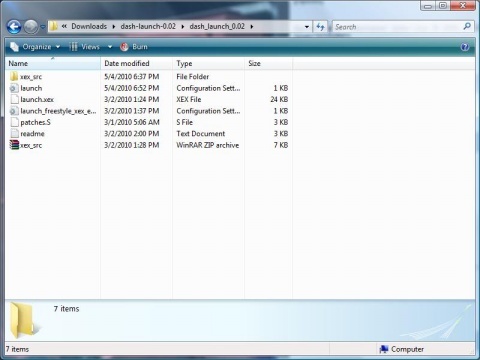 « Downloads ▸ dash-launch-0.02 ▸ dash_launch_0.02 Search
Organize Views Burn
Name Date modified Type Size
xex_src 5/4/2010 6:37 PM File Folder
launch 5/4/2010 6:52 PM Configuration Sett... 1 KB
launch.xex 3/2/2010 1:24 PM XEX File 24 KB
launch_freestyle_xex_e... 3/2/2010 1:37 PM Configuration Sett... 1 KB
patches.S 3/1/2010 5:06 AM S File 3 KB
readme 3/2/2010 2:00 PM Text Document 3 KB
xex_src 3/2/2010 1:28 PM WinRAR ZIP archive 7 KB
7 items
7 items Computer